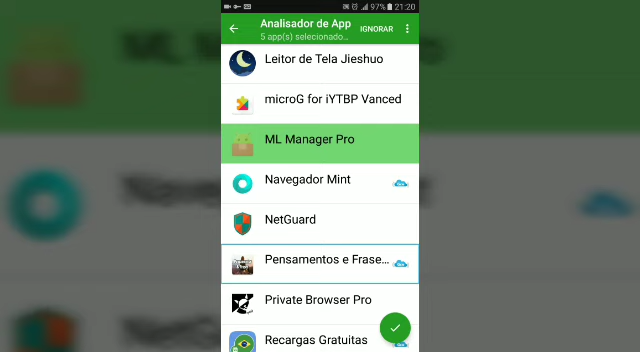 97% 21:20
Analisador de App
5 app(s) selecionado...
IGNORAR
Leitor de Tela Jieshuo
microG for iYTBP Vanced
ML Manager Pro
Navegador Mint
NetGuard
Pensamentos e Frase...
Private Browser Pro
Recargas Gratuitas